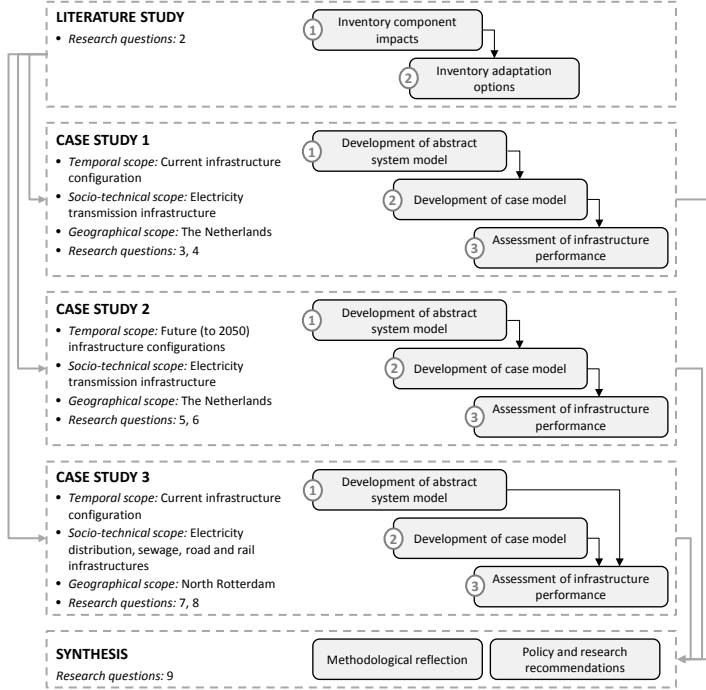 LITERATURE STUDY
• Research questions: 2
1
Inventory component
impacts
2
Inventory adaptation
options
CASE STUDY 1
• Temporal scope: Current infrastructure
configuration
• Socio-technical scope: Electricity
transmission infrastructure
• Geographical scope: The Netherlands
• Research questions: 3, 4
1
Development of abstract
system model
2
Development of case model
3
Assessment of infrastructure
performance
CASE STUDY 2
• Temporal scope: Future (to 2050)
infrastructure configurations
• Socio-technical scope: Electricity
transmission infrastructure
• Geographical scope: The Netherlands
• Research questions: 5, 6
1
Development of abstract
system model
2
Development of case model
3
Assessment of infrastructure
performance
CASE STUDY 3
• Temporal scope: Current infrastructure
configuration
• Socio-technical scope: Electricity
distribution, sewage, road and rail
infrastructures
• Geographical scope: North Rotterdam
• Research questions: 7, 8
1
Development of abstract
system model
2
Development of case model
3
Assessment of infrastructure
performance
SYNTHESIS
Research questions: 9
Methodological reflection
Policy and research
recommendations